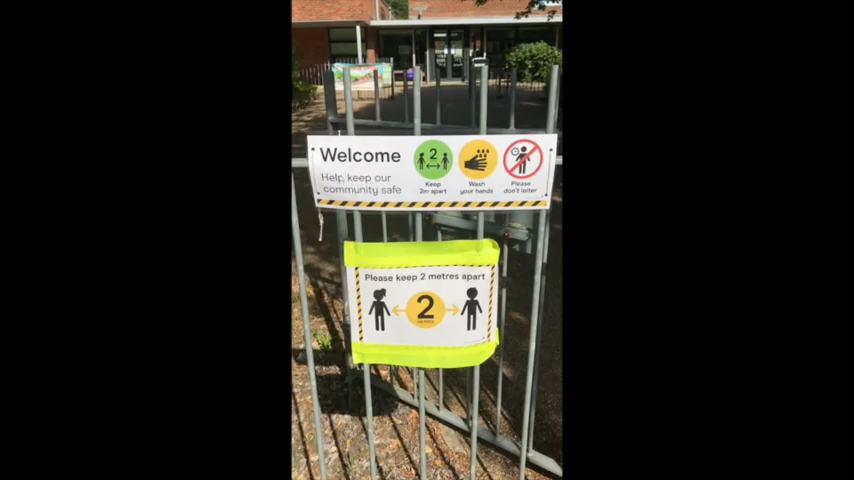 Welcome
Help, keep our
community safe
2
Keep
2m apart
Wash
your hands
Please
don't loiter
Please keep 2 metres apart
2
METRES